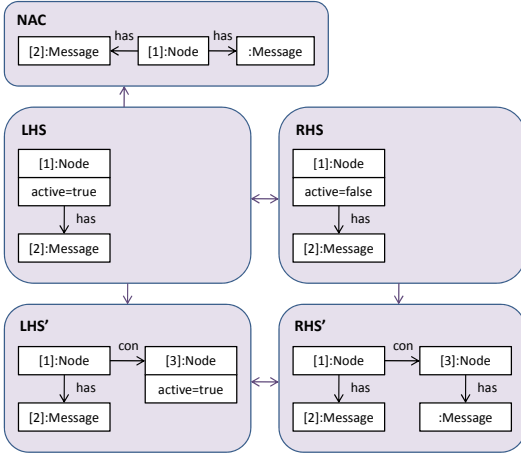 NAC
has has
[2]:Message [1]:Node :Message
LHS RHS
[1]:Node [1]:Node
active=true active=false
has has
[2]:Message [2]:Message
LHS’ RHS’
con con
[1]:Node [3]:Node [1]:Node [3]:Node
has active=true has has
[2]:Message [2]:Message :Message